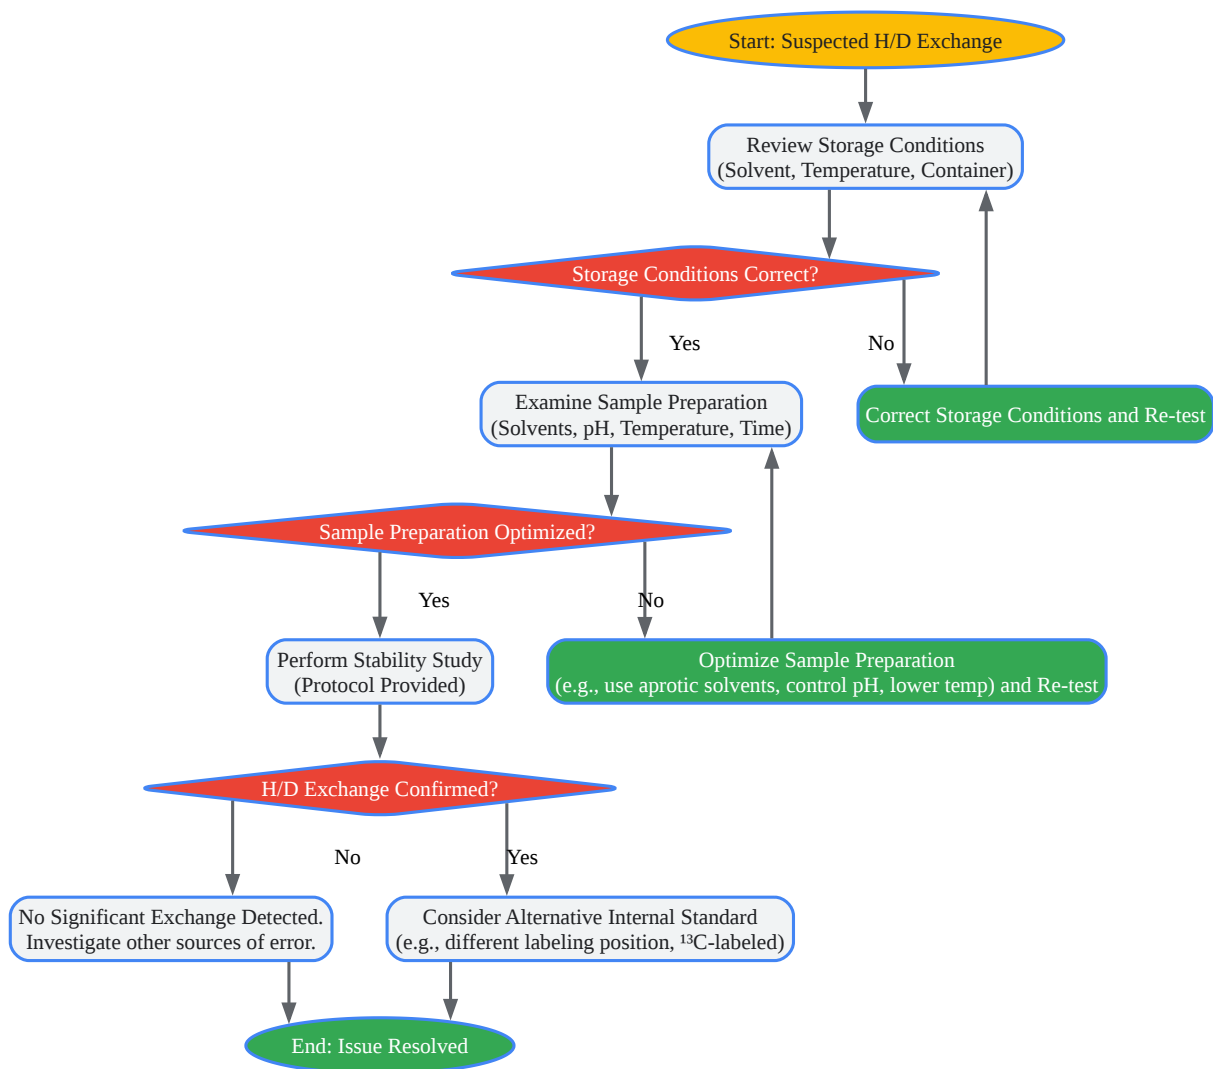 Start: Suspected H/D Exchange
Review Storage Conditions
(Solvent, Temperature, Container)
Storage Conditions Correct?
Yes
No
Examine Sample Preparation
(Solvents, pH, Temperature, Time)
Correct Storage Conditions and Re-test
Sample Preparation Optimized?
Yes
No
Perform Stability Study
(Protocol Provided)
Optimize Sample Preparation
(e.g., use aprotic solvents, control pH, lower temp) and Re-test
H/D Exchange Confirmed?
No
Yes
No Significant Exchange Detected.
Investigate other sources of error.
Consider Alternative Internal Standard
(e.g., different labeling position, ¹³C-labeled)
End: Issue Resolved